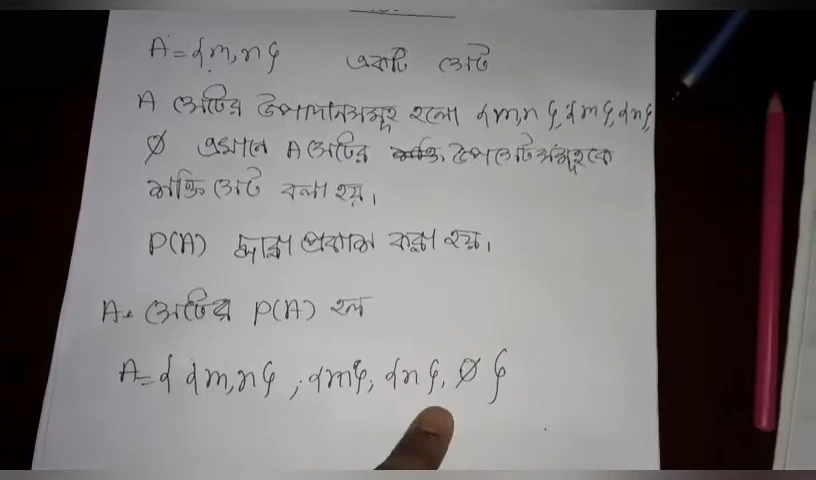 A = {m, n} একটি সেট
A সেটির উপাদানসমূহ হলো {m, n}, {m}, {n},
∅ এখানে A সেটির উপসেটসমূহকে
শক্তি সেট বলা হয়।
P(A) দ্বারা প্রকাশ করা হয়।
A সেটির P(A) হল
A = { {m, n}, {m}, {n}, ∅ }